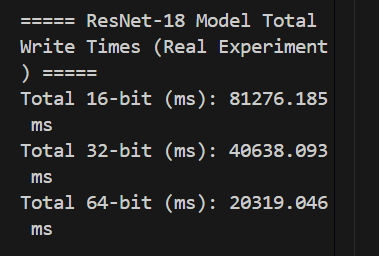 ===== ResNet-18 Model Total
Write Times (Real Experiment
) =====
Total 16-bit (ms): 81276.185
 ms
Total 32-bit (ms): 40638.093
 ms
Total 64-bit (ms): 20319.046
 ms